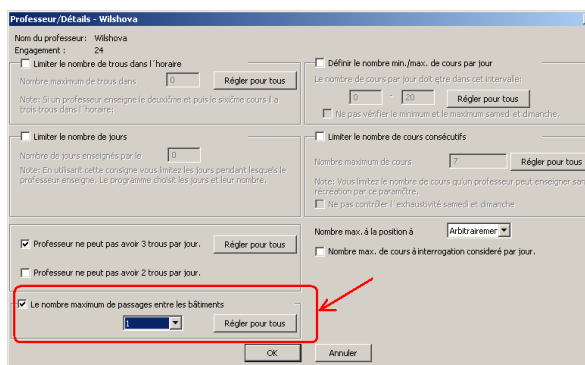 Professeur/Détails - Wilshova
Nom du professeur: Wilshova
Engagement : 24
Limiter le nombre de trous dans l´horaire
Nombre maximum de trous dans 0 Régler pour tous
Note: Si un professeur enseigne le deuxiême et puis le sixiême cours il a
trois trous dans l´horaire:
Définir le nombre min./max. de cours par jour
Le nombre de cours par jour doit être dans cet intervalle:
0 - 20 Régler pour tous
Ne pas vérifier le minimum et le maximum samedi et dimanche.
Limiter le nombre de jours
Nombre de jours enseignés par le 0
Note: En utilisant cette consigne vous limitez les jours pendant lesquels le
professeur enseigne. Le programme choisit les jours et leur nombre.
Limiter le nombre de cours consécutifs
Nombre maximum de cours 7 Régler pour tous
Note: Vous limitez le nombre de cours qu'un professeur peut enseigner san
récréation par ce paramêtre.
Ne pas contrôler l´exhaustivité samedi et dimanche
Professeur ne peut pas avoir 3 trous par jour. Régler pour tous
Professeur ne peut pas avoir 2 trous par jour.
Nombre max. á la position á Arbitrairemer
Nombre max. de cours á interrogation consideré par jour.
Le nombre maximum de passages entre les bâtiments
1 Régler pour tous
OK Annuler